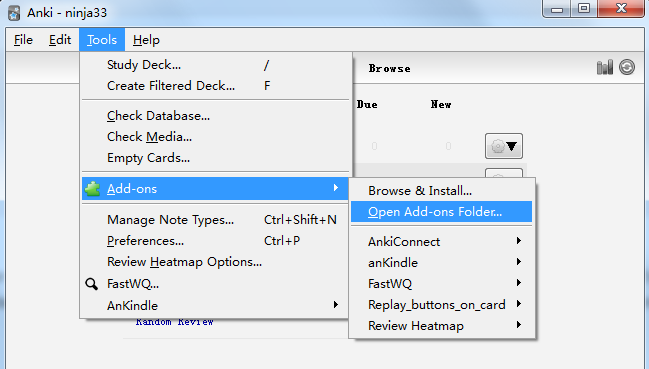 Anki - ninja33
File Edit Tools Help
Browse
Study Deck... /
Create Filtered Deck... F
Due New
Check Database...
Check Media...
Empty Cards...
0 0
Add-ons
Browse & Install...
Open Add-ons Folder...
Manage Note Types... Ctrl+Shift+N
Preferences... Ctrl+P
Review Heatmap Options...
FastWQ...
AnKindle
AnkiConnect
anKindle
FastWQ
Replay_buttons_on_card
Review Heatmap
Random Review